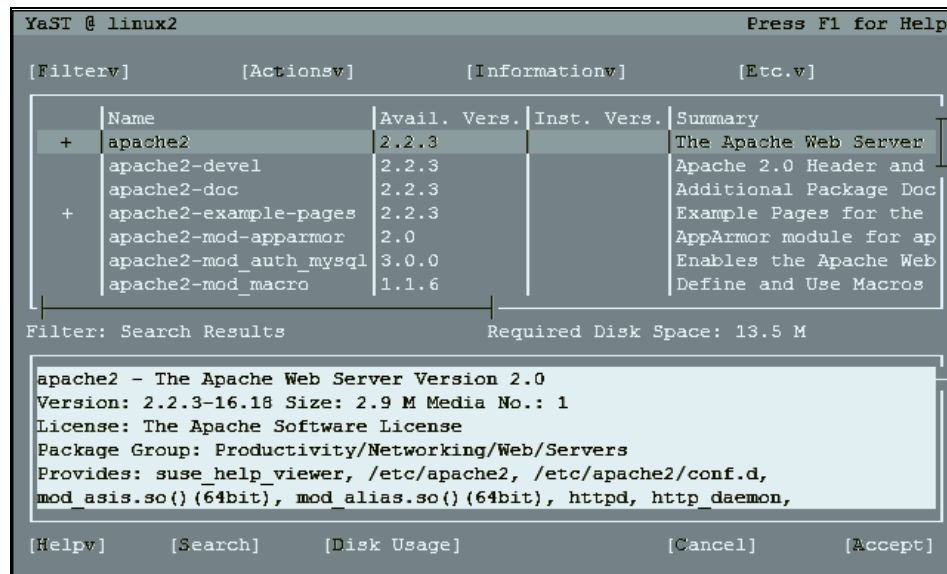 YaST @ linux2 Press F1 for Help
[Filterv] [Actionsv] [Informationv] [Etc.v]
Name Avail. Vers. Inst. Vers. Summary
+ apache2 2.2.3 The Apache Web Server
apache2-devel 2.2.3 Apache 2.0 Header and
apache2-doc 2.2.3 Additional Package Doc
+ apache2-example-pages 2.2.3 Example Pages for the
apache2-mod-apparmor 2.0 AppArmor module for ap
apache2-mod_auth_mysql 3.0.0 Enables the Apache Web
apache2-mod_macro 1.1.6 Define and Use Macros
Filter: Search Results Required Disk Space: 13.5 M
apache2 - The Apache Web Server Version 2.0
Version: 2.2.3-16.18 Size: 2.9 M Media No.: 1
License: The Apache Software License
Package Group: Productivity/Networking/Web/Servers
Provides: suse_help_viewer, /etc/apache2, /etc/apache2/conf.d,
mod_asis.so()(64bit), mod_alias.so()(64bit), httpd, http_daemon,
[Helpv] [Search] [Disk Usage] [Cancel] [Accept]